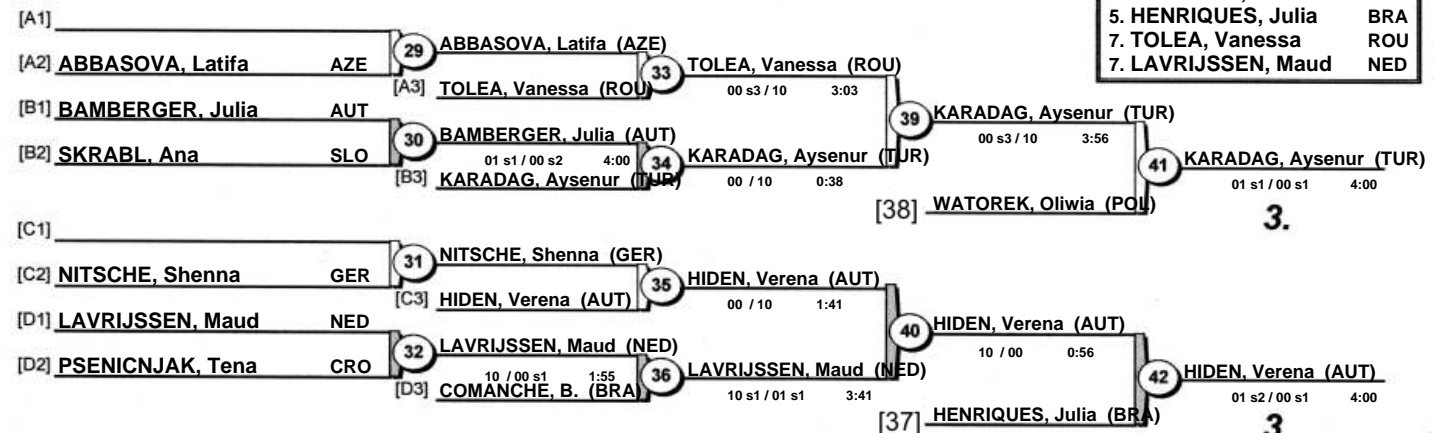 5. HENRIQUES, Julia BRA
7. TOLEA, Vanessa ROU
7. LAVRIJSSEN, Maud NED
[A1]
[A2] ABBASOVA, Latifa AZE
29 ABBASOVA, Latifa (AZE)
[A3] TOLEA, Vanessa (ROU)
33 TOLEA, Vanessa (ROU)
00 s3 / 10 3:03
[B1] BAMBERGER, Julia AUT
[B2] SKRABL, Ana SLO
30 BAMBERGER, Julia (AUT)
01 s1 / 00 s2 4:00
[B3] KARADAG, Aysenur (TUR)
34 KARADAG, Aysenur (TUR)
00 / 10 0:38
39 KARADAG, Aysenur (TUR)
00 s3 / 10 3:56
[38] WATOREK, Oliwia (POL)
41 KARADAG, Aysenur (TUR)
01 s1 / 00 s1 4:00
3.
[C1]
[C2] NITSCHE, Shenna GER
31 NITSCHE, Shenna (GER)
[C3] HIDEN, Verena (AUT)
35 HIDEN, Verena (AUT)
00 / 10 1:41
[D1] LAVRIJSSEN, Maud NED
[D2] PSENICNJAK, Tena CRO
32 LAVRIJSSEN, Maud (NED)
10 / 00 s1 1:55
[D3] COMANCHE, B. (BRA)
36 LAVRIJSSEN, Maud (NED)
10 s1 / 01 s1 3:41
40 HIDEN, Verena (AUT)
10 / 00 0:56
[37] HENRIQUES, Julia (BRA)
42 HIDEN, Verena (AUT)
01 s2 / 00 s1 4:00
3